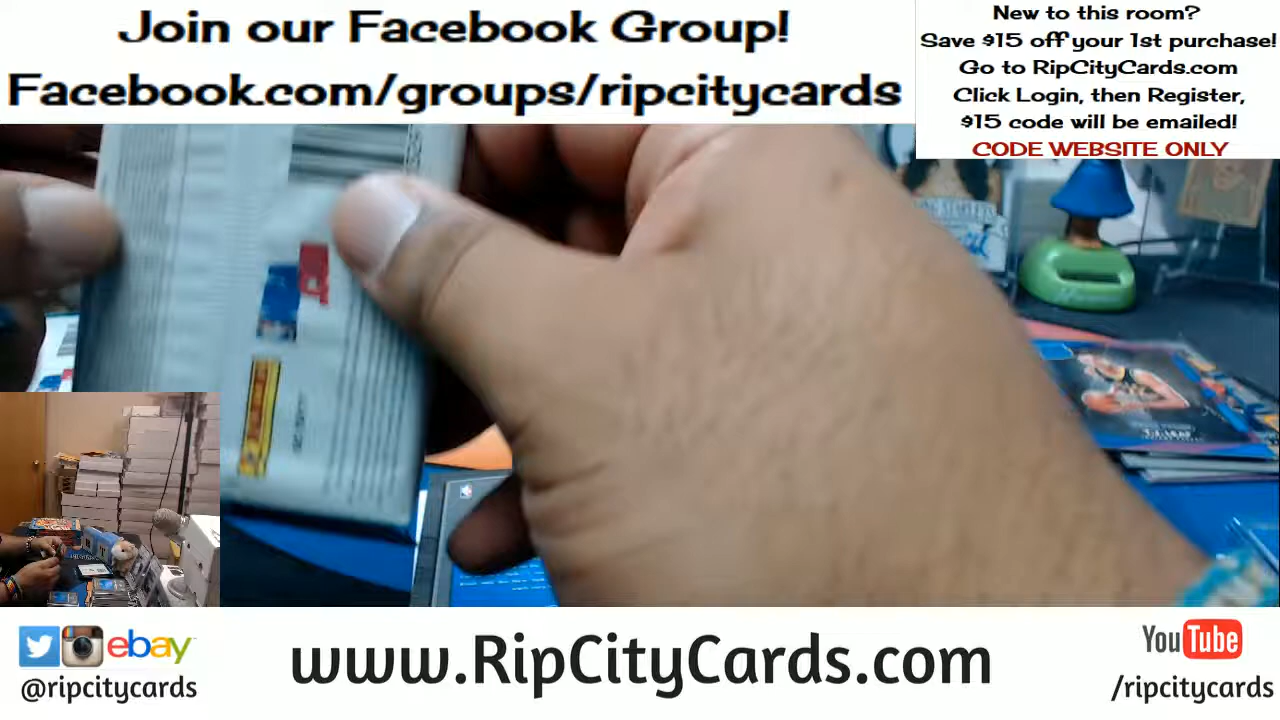 Join our Facebook Group!
Facebook.com/groups/ripcitycards
New to this room?
Save $15 off your 1st purchase!
Go to RipCityCards.com
Click Login, then Register,
$15 code will be emailed!
CODE WEBSITE ONLY
ebay
@ripcitycards
www.RipCityCards.com
YouTube
/ripcitycards